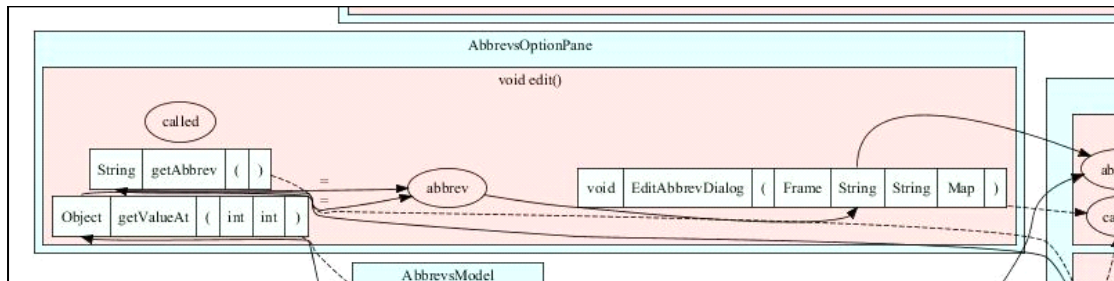 AbbrevsOptionPane
void edit()
called
String getAbbrev ( )
=
abbrev
void EditAbbrevDialog ( Frame String String Map )
=
Object getValueAt ( int int )
AbbrevsModel